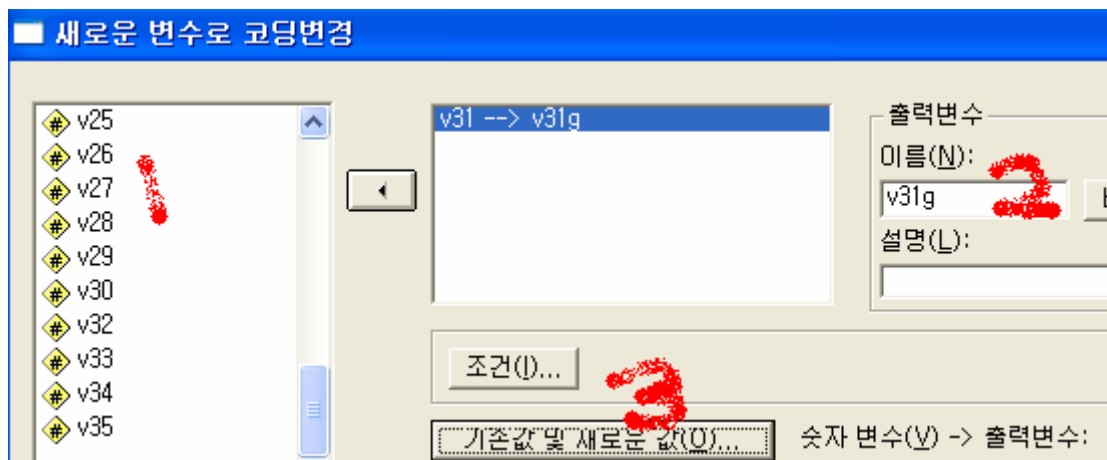 새로운 변수로 코딩변경
v25
v26
v27
v28
v29
v30
v32
v33
v34
v35
1
v31 --> v31g
출력변수
이름(N):
v31g
2
설명(L):
조건(I)...
3
기존값 및 새로운 값(O)...
숫자 변수(V) -> 출력변수: